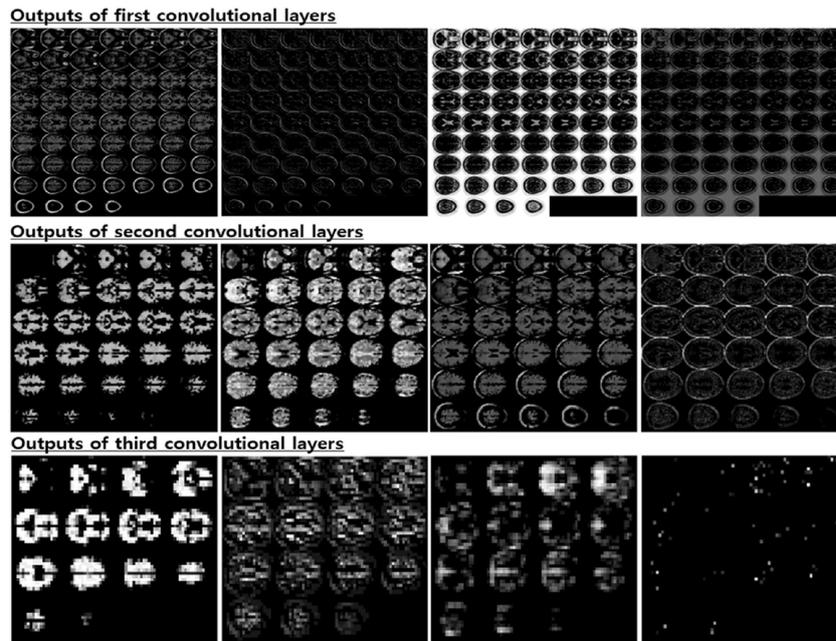 Outputs of first convolutional layers
Outputs of second convolutional layers
Outputs of third convolutional layers